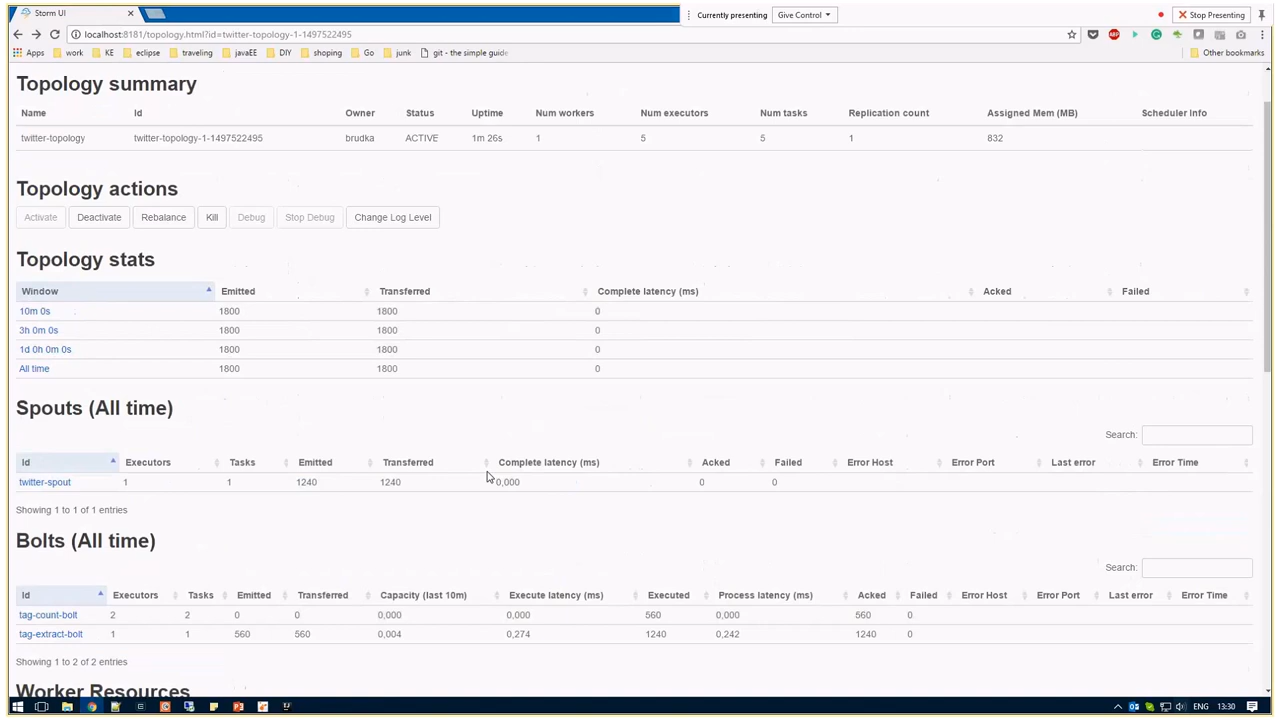 Storm UI
Currently presenting
Give Control
Stop Presenting
localhost:8181/topology.html?id=twitter-topology-1-1497522495
Apps work KE eclipse traveling javaEE DIY shoping Go junk git - the simple guide Other bookmarks
Topology summary
Name Id Owner Status Uptime Num workers Num executors Num tasks Replication count Assigned Mem (MB) Scheduler Info
twitter-topology twitter-topology-1-1497522495 brudka ACTIVE 1m 26s 1 5 5 1 832
Topology actions
Activate Deactivate Rebalance Kill Debug Stop Debug Change Log Level
Topology stats
Window Emitted Transferred Complete latency (ms) Acked Failed
10m 0s 1800 1800 0
3h 0m 0s 1800 1800 0
1d 0h 0m 0s 1800 1800 0
All time 1800 1800 0
Spouts (All time)
Search:
Id Executors Tasks Emitted Transferred Complete latency (ms) Acked Failed Error Host Error Port Last error Error Time
twitter-spout 1 1 1240 1240 0,000 0 0
Showing 1 to 1 of 1 entries
Bolts (All time)
Search:
Id Executors Tasks Emitted Transferred Capacity (last 10m) Execute latency (ms) Executed Process latency (ms) Acked Failed Error Host Error Port Last error Error Time
tag-count-bolt 2 2 0 0 0,000 0,000 560 0,000 560 0
tag-extract-bolt 1 1 560 560 0,004 0,274 1240 0,242 1240 0
Showing 1 to 2 of 2 entries
Worker Resources
ENG 13:30